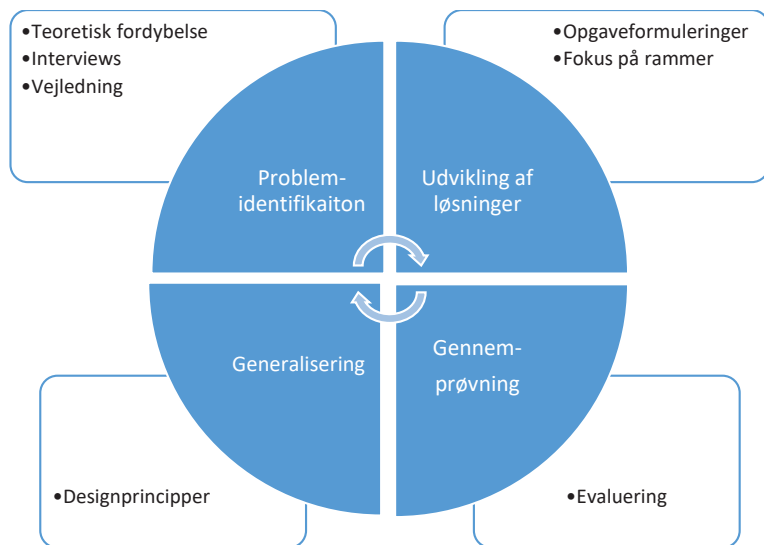 •Teoretisk fordybelse
•Interviews
•Vejledning
•Opgaveformuleringer
•Fokus på rammer
Problem-
identifikaiton
Udvikling af
løsninger
Generalisering
Gennem-
prøvning
•Designprincipper
•Evaluering